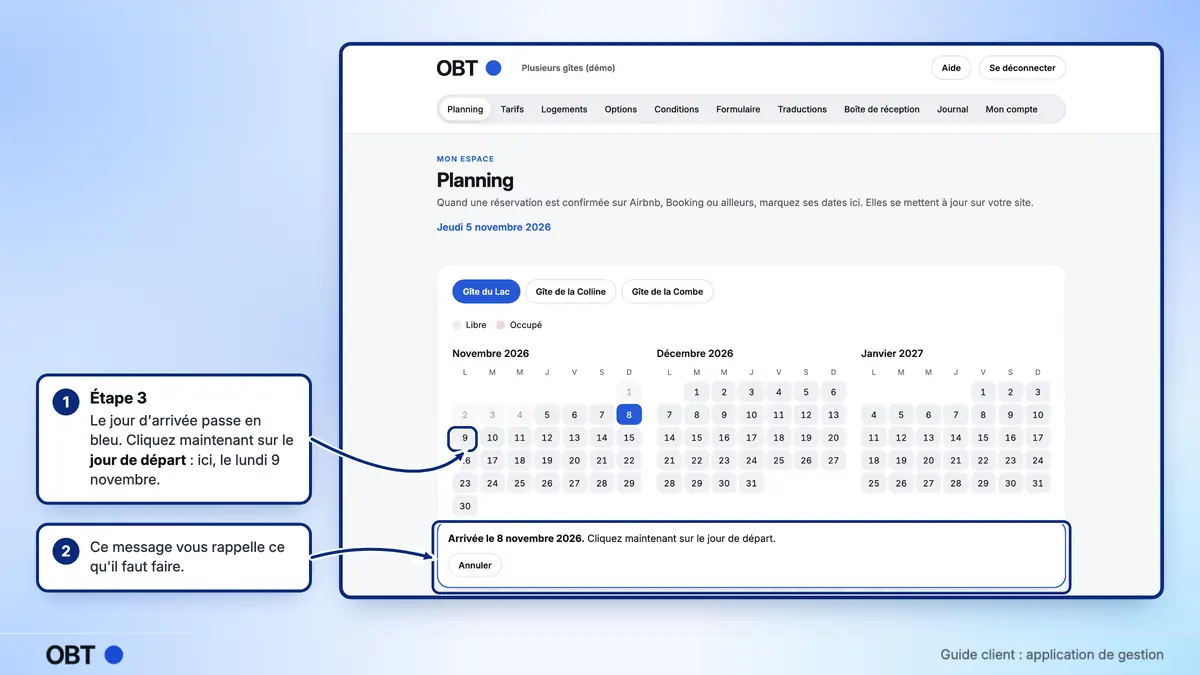 OBT
Plusieurs gîtes (démo)
Aide
Se déconnecter
Planning
Tarifs
Logements
Options
Conditions
Formulaire
Traductions
Boîte de réception
Journal
Mon compte
MON ESPACE
Planning
Quand une réservation est confirmée sur Airbnb, Booking ou ailleurs, marquez ses dates ici. Elles se mettent à jour sur votre site.
Jeudi 5 novembre 2026
Gîte du Lac
Gîte de la Colline
Gîte de la Combe
Libre
Occupé
Novembre 2026
L M M J V S D
1
2 3 4 5 6 7 8
9 10 11 12 13 14 15
16 17 18 19 20 21 22
23 24 25 26 27 28 29
30
Décembre 2026
L M M J V S D
1 2 3 4 5 6
7 8 9 10 11 12 13
14 15 16 17 18 19 20
21 22 23 24 25 26 27
28 29 30 31
Janvier 2027
L M M J V S D
1 2 3
4 5 6 7 8 9 10
11 12 13 14 15 16 17
18 19 20 21 22 23 24
25 26 27 28 29 30 31
Arrivée le 8 novembre 2026. Cliquez maintenant sur le jour de départ.
Annuler
1
Étape 3
Le jour d'arrivée passe en
bleu. Cliquez maintenant sur le
jour de départ : ici, le lundi 9
novembre.
2
Ce message vous rappelle ce
qu'il faut faire.
OBT
Guide client : application de gestion